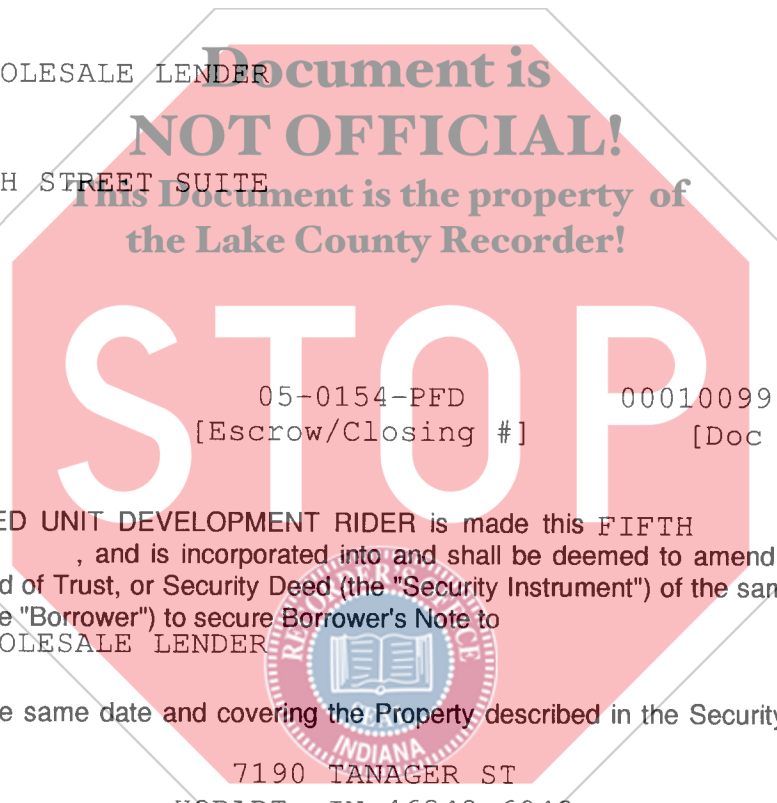 OLESALE LENDER
Document is
NOT OFFICIAL!
H STREET SUITE
This Document is the property of
the Lake County Recorder!
STOP
05-0154-PFD 00010099
[Escrow/Closing #] [Doc
ED UNIT DEVELOPMENT RIDER is made this FIFTH
, and is incorporated into and shall be deemed to amend
d of Trust, or Security Deed (the "Security Instrument") of the sam
e "Borrower") to secure Borrower's Note to
OLESALE LENDER
RECORDER'S OFFICE
e same date and covering the Property described in the Security
INDIANA
7190 TANAGER ST